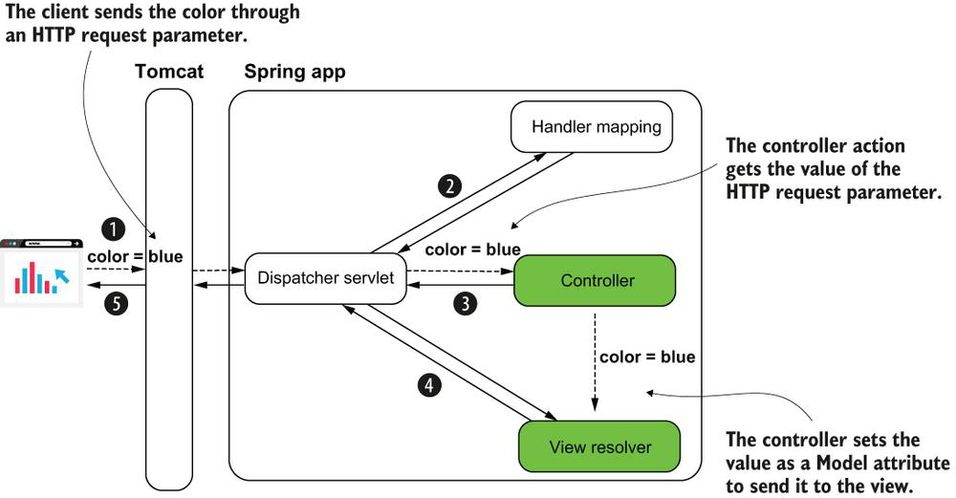 The client sends the color through
an HTTP request parameter.
Tomcat
Spring app
Handler mapping
The controller action
gets the value of the
HTTP request parameter.
2
1
color = blue
color = blue
Dispatcher servlet
Controller
5
3
color = blue
4
View resolver
The controller sets the
value as a Model attribute
to send it to the view.